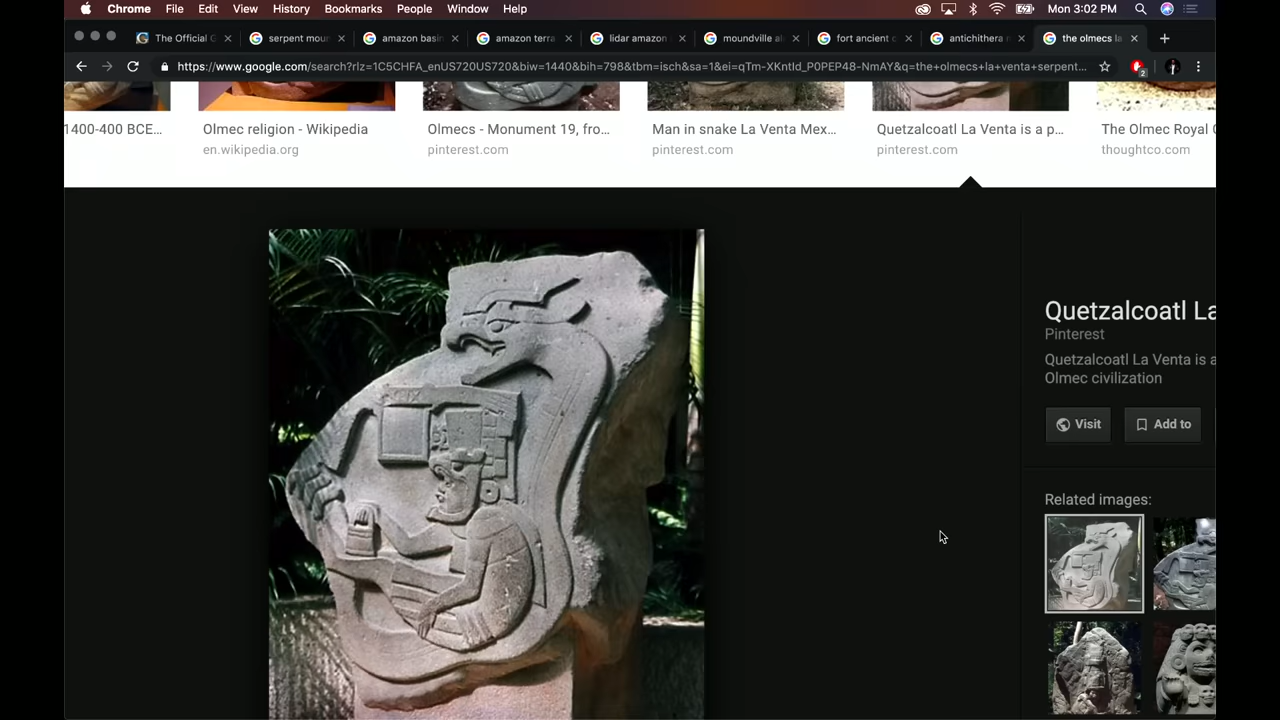 Chrome File Edit View History Bookmarks People Window Help Mon 3:02 PM
The Official G serpent mour amazon basin amazon terra lidar amazon moundville al fort ancient c antichithera r the olmecs la
https://www.google.com/search?rlz=1C5CHFA_enUS720US720&biw=1440&bih=798&tbm=isch&sa=1&ei=qTm-XKntId_P0PEP48-NmAY&q=the+olmecs+la+venta+serpent... 2
1400-400 BCE... Olmec religion - Wikipedia Olmecs - Monument 19, fro... Man in snake La Venta Mex... Quetzalcoatl La Venta is a p... The Olmec Royal
en.wikipedia.org pinterest.com pinterest.com pinterest.com thoughtco.com
Quetzalcoatl La
Pinterest
Quetzalcoatl La Venta is a
Olmec civilization
Visit Add to
Related images: